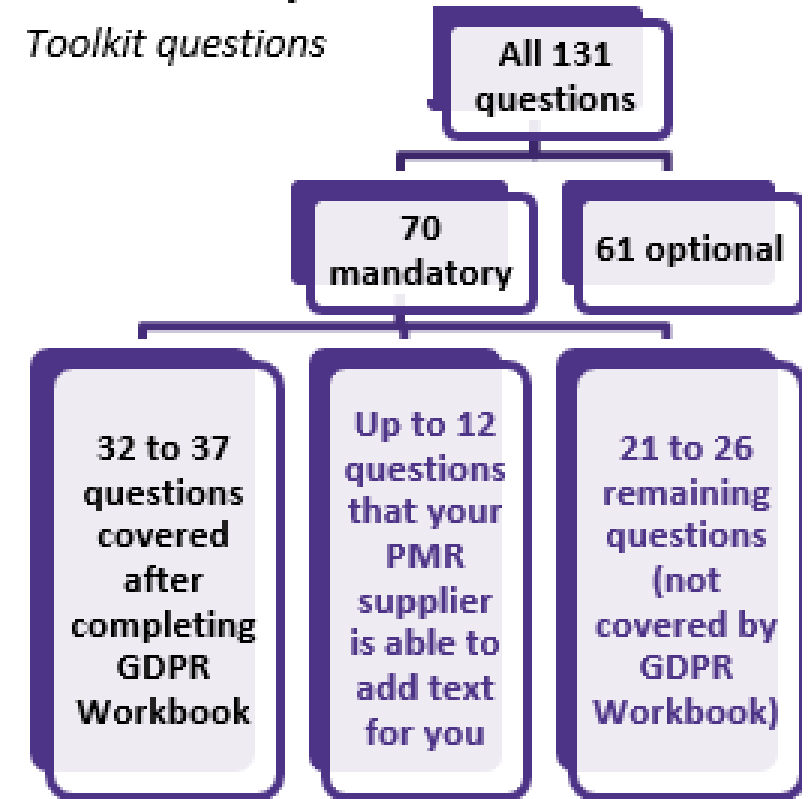 Toolkit questions
All 131
questions
70
mandatory
61 optional
32 to 37
questions
covered
after
completing
GDPR
Workbook
Up to 12
questions
that your
PMR
supplier
is able to
add text
for you
21 to 26
remaining
questions
(not
covered by
GDPR
Workbook)